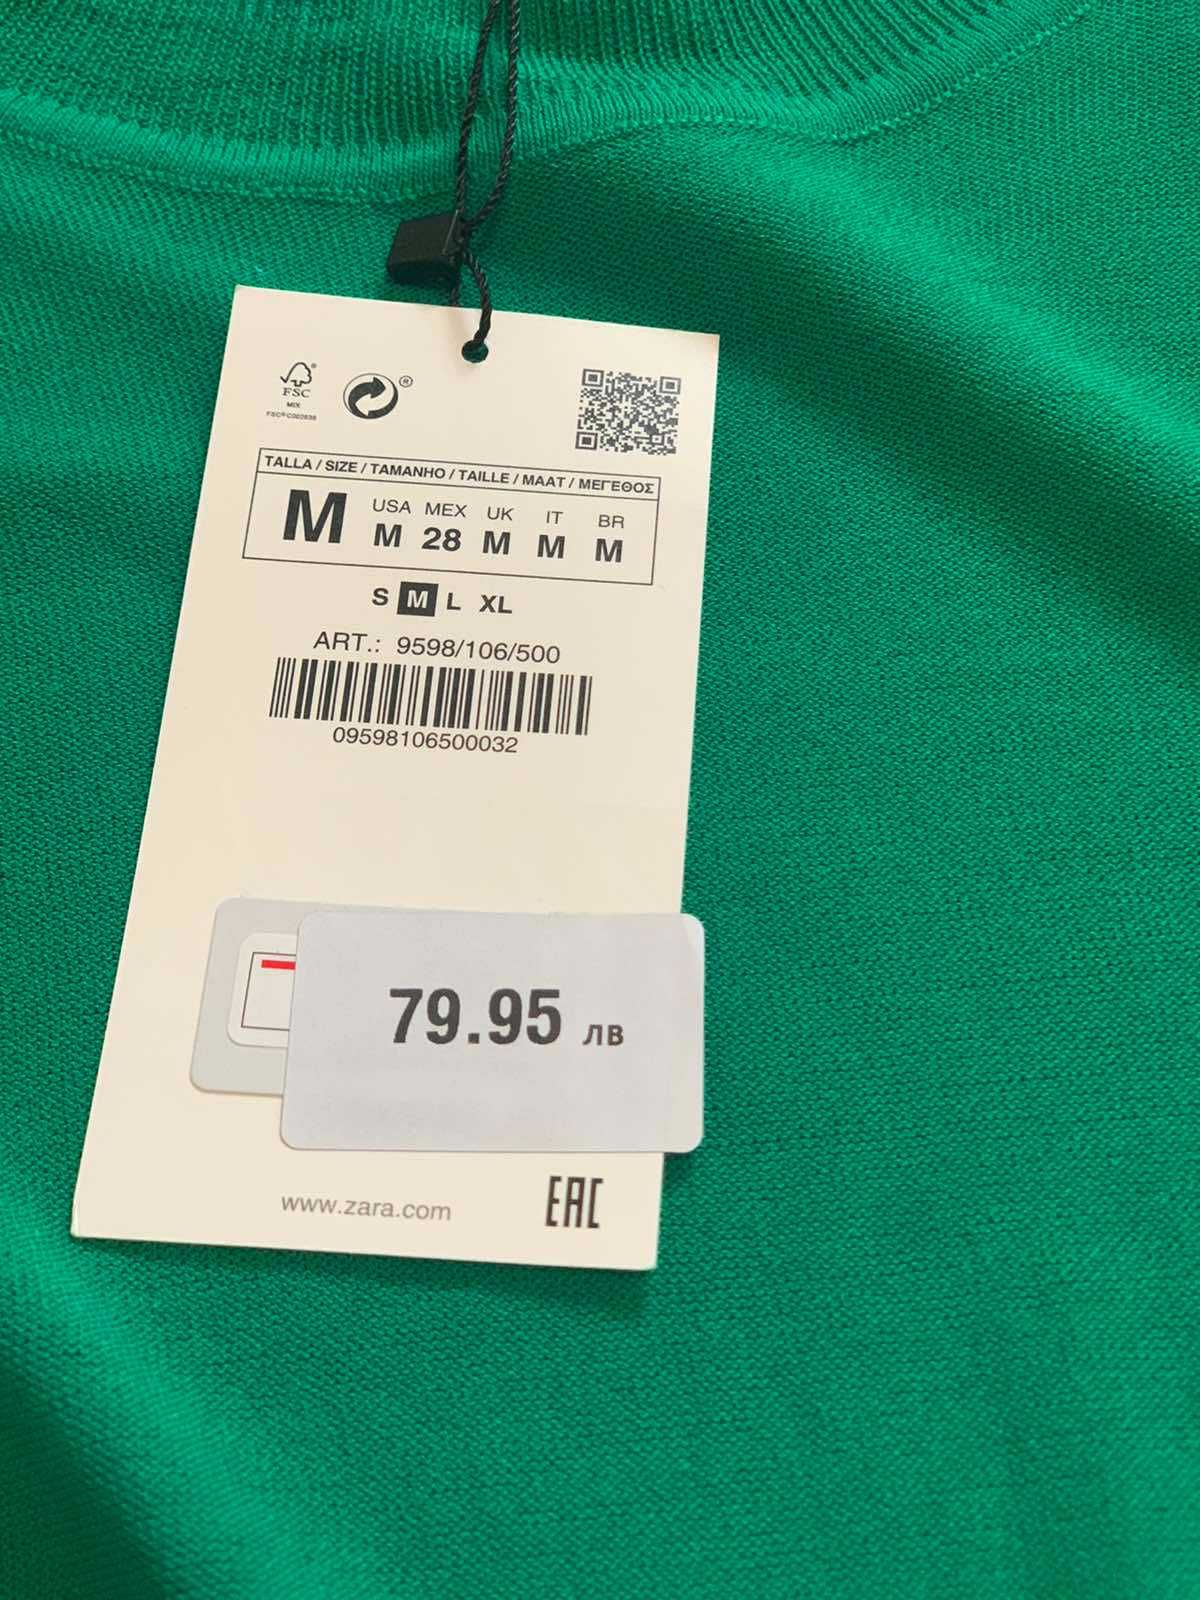 FSC
MIX
TALLA / SIZE / TAMANHO / TAILLE / MAAT / ΜΕΓΕΘΟΣ
M USA MEX UK IT BR
M 28 M M M
S M L XL
ART.: 9598/106/500
09598106500032
79.95 лв
www.zara.com EAC